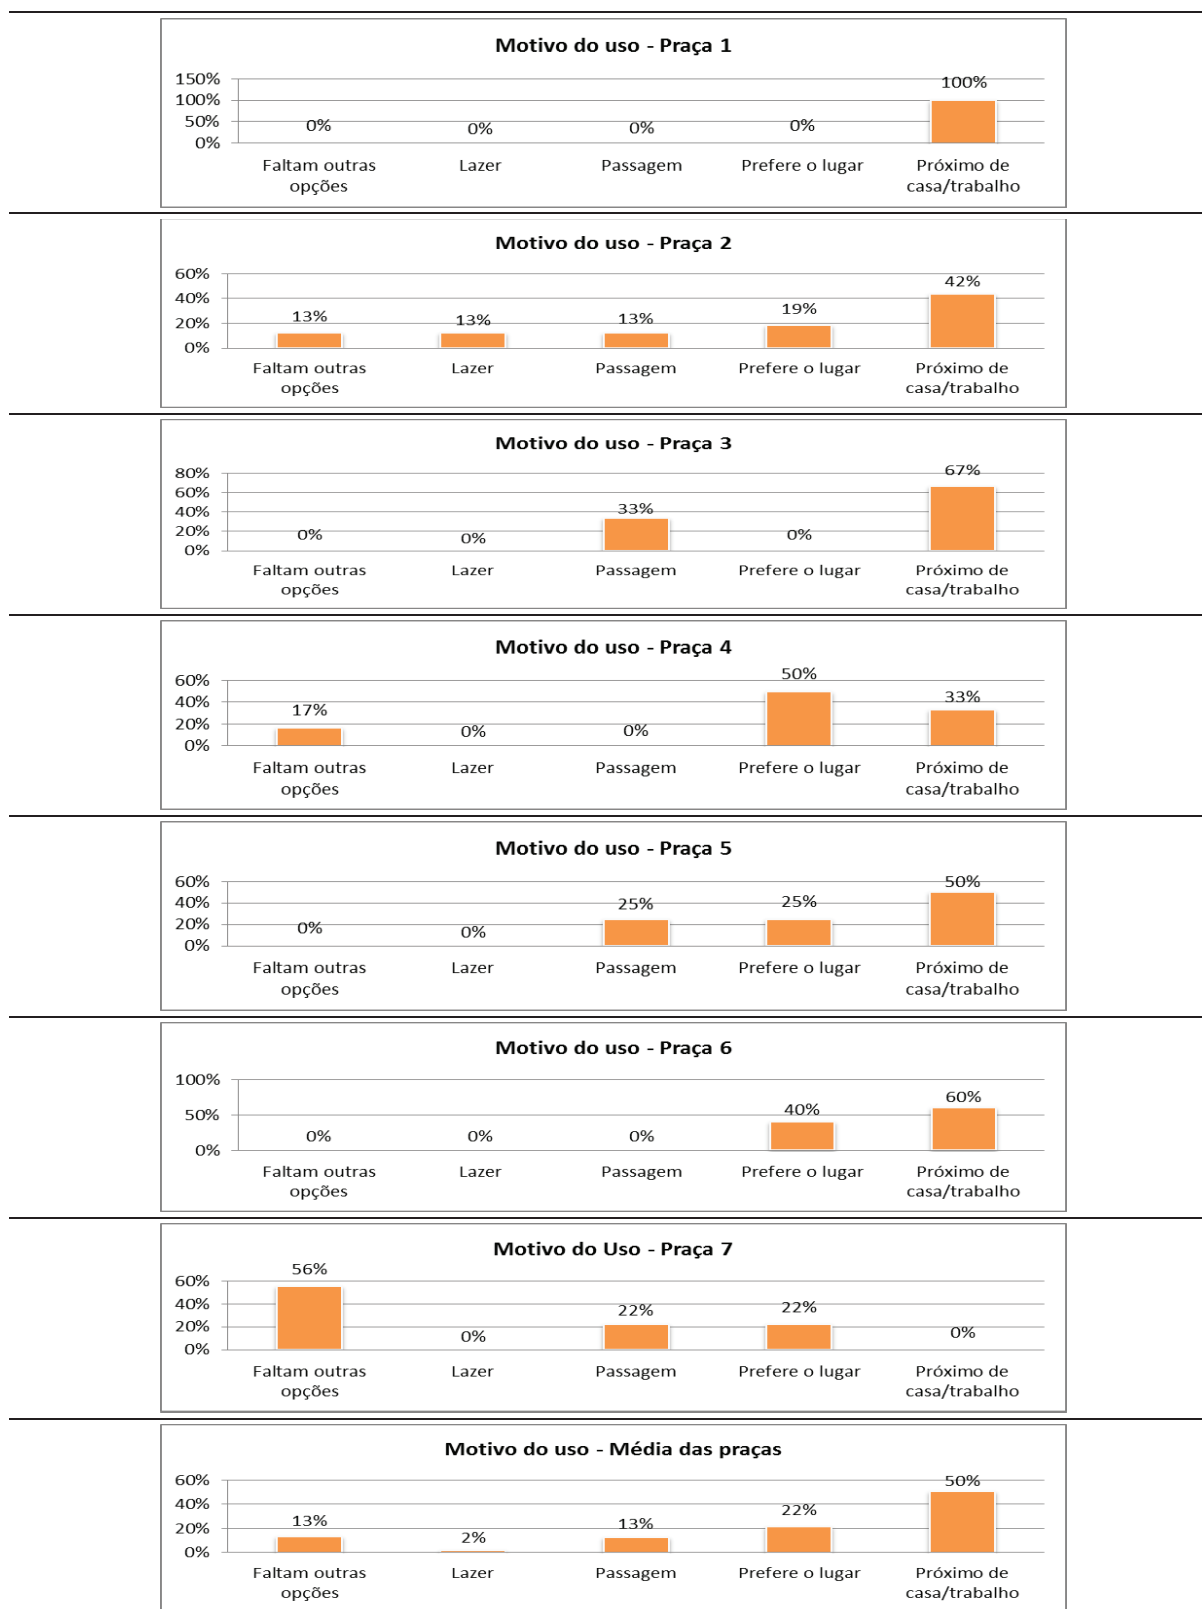 Motivo do uso - Praça 1
150%
100%
50%
0%
0% 0% 0% 0% 100%
Faltam outras opções Lazer Passagem Prefere o lugar Próximo de casa/trabalho
Motivo do uso - Praça 2
60%
40%
20%
0%
13% 13% 13% 19% 42%
Faltam outras opções Lazer Passagem Prefere o lugar Próximo de casa/trabalho
Motivo do uso - Praça 3
80%
60%
40%
20%
0%
0% 0% 33% 0% 67%
Faltam outras opções Lazer Passagem Prefere o lugar Próximo de casa/trabalho
Motivo do uso - Praça 4
60%
40%
20%
0%
17% 0% 0% 50% 33%
Faltam outras opções Lazer Passagem Prefere o lugar Próximo de casa/trabalho
Motivo do uso - Praça 5
60%
40%
20%
0%
0% 0% 25% 25% 50%
Faltam outras opções Lazer Passagem Prefere o lugar Próximo de casa/trabalho
Motivo do uso - Praça 6
100%
50%
0%
0% 0% 0% 40% 60%
Faltam outras opções Lazer Passagem Prefere o lugar Próximo de casa/trabalho
Motivo do Uso - Praça 7
60%
40%
20%
0%
56% 0% 22% 22% 0%
Faltam outras opções Lazer Passagem Prefere o lugar Próximo de casa/trabalho
Motivo do uso - Média das praças
60%
40%
20%
0%
13% 2% 13% 22% 50%
Faltam outras opções Lazer Passagem Prefere o lugar Próximo de casa/trabalho